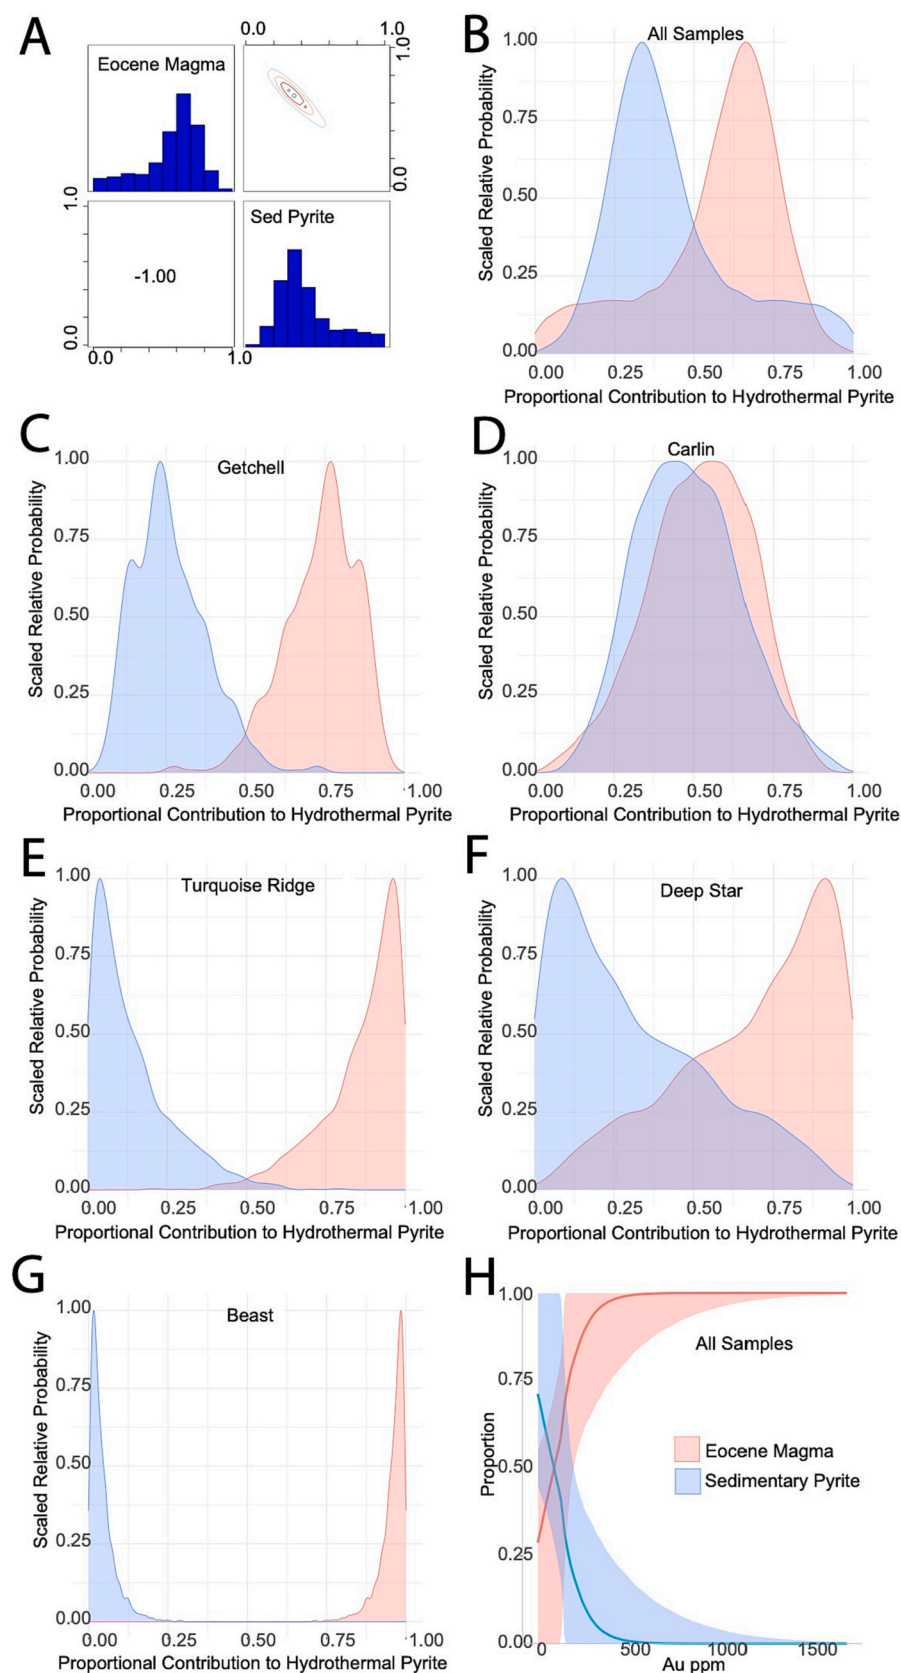 A
0.0 1.0
Eocene Magma
1.0
0.0
1.0
Sed Pyrite
-1.00
0.0
0.0 1.0
B
All Samples
Scaled Relative Probability
1.00
0.75
0.50
0.25
0.00
0.00 0.25 0.50 0.75 1.00
Proportional Contribution to Hydrothermal Pyrite
C
Getchell
Scaled Relative Probability
1.00
0.75
0.50
0.25
0.00
0.00 0.25 0.50 0.75 1.00
Proportional Contribution to Hydrothermal Pyrite
D
Carlin
Scaled Relative Probability
1.00
0.75
0.50
0.25
0.00
0.00 0.25 0.50 0.75 1.00
Proportional Contribution to Hydrothermal Pyrite
E
Turquoise Ridge
Scaled Relative Probability
1.00
0.75
0.50
0.25
0.00
0.00 0.25 0.50 0.75 1.00
Proportional Contribution to Hydrothermal Pyrite
F
Deep Star
Scaled Relative Probability
1.00
0.75
0.50
0.25
0.00
0.00 0.25 0.50 0.75 1.00
Proportional Contribution to Hydrothermal Pyrite
G
Beast
Scaled Relative Probability
1.00
0.75
0.50
0.25
0.00
0.00 0.25 0.50 0.75 1.00
Proportional Contribution to Hydrothermal Pyrite
H
All Samples
Proportion
1.00
0.75
0.50
0.25
0.00
Eocene Magma
Sedimentary Pyrite
0 500 1000 1500
Au ppm